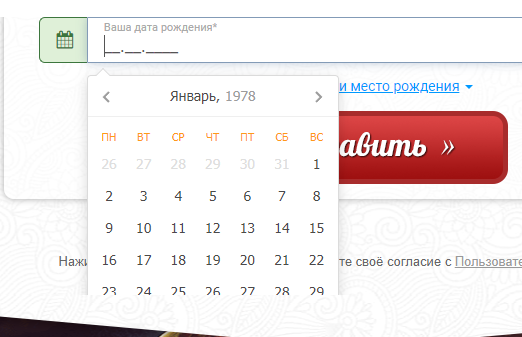 Ваша дата рождения*
__.__.____
и место рождения
Январь, 1978
ПН ВТ СР ЧТ ПТ СБ ВС
26 27 28 29 30 31 1
2 3 4 5 6 7 8
9 10 11 12 13 14 15
16 17 18 19 20 21 22
23 24 25 26 27 28 29
авить »
Нажи
те своё согласие с Пользовате